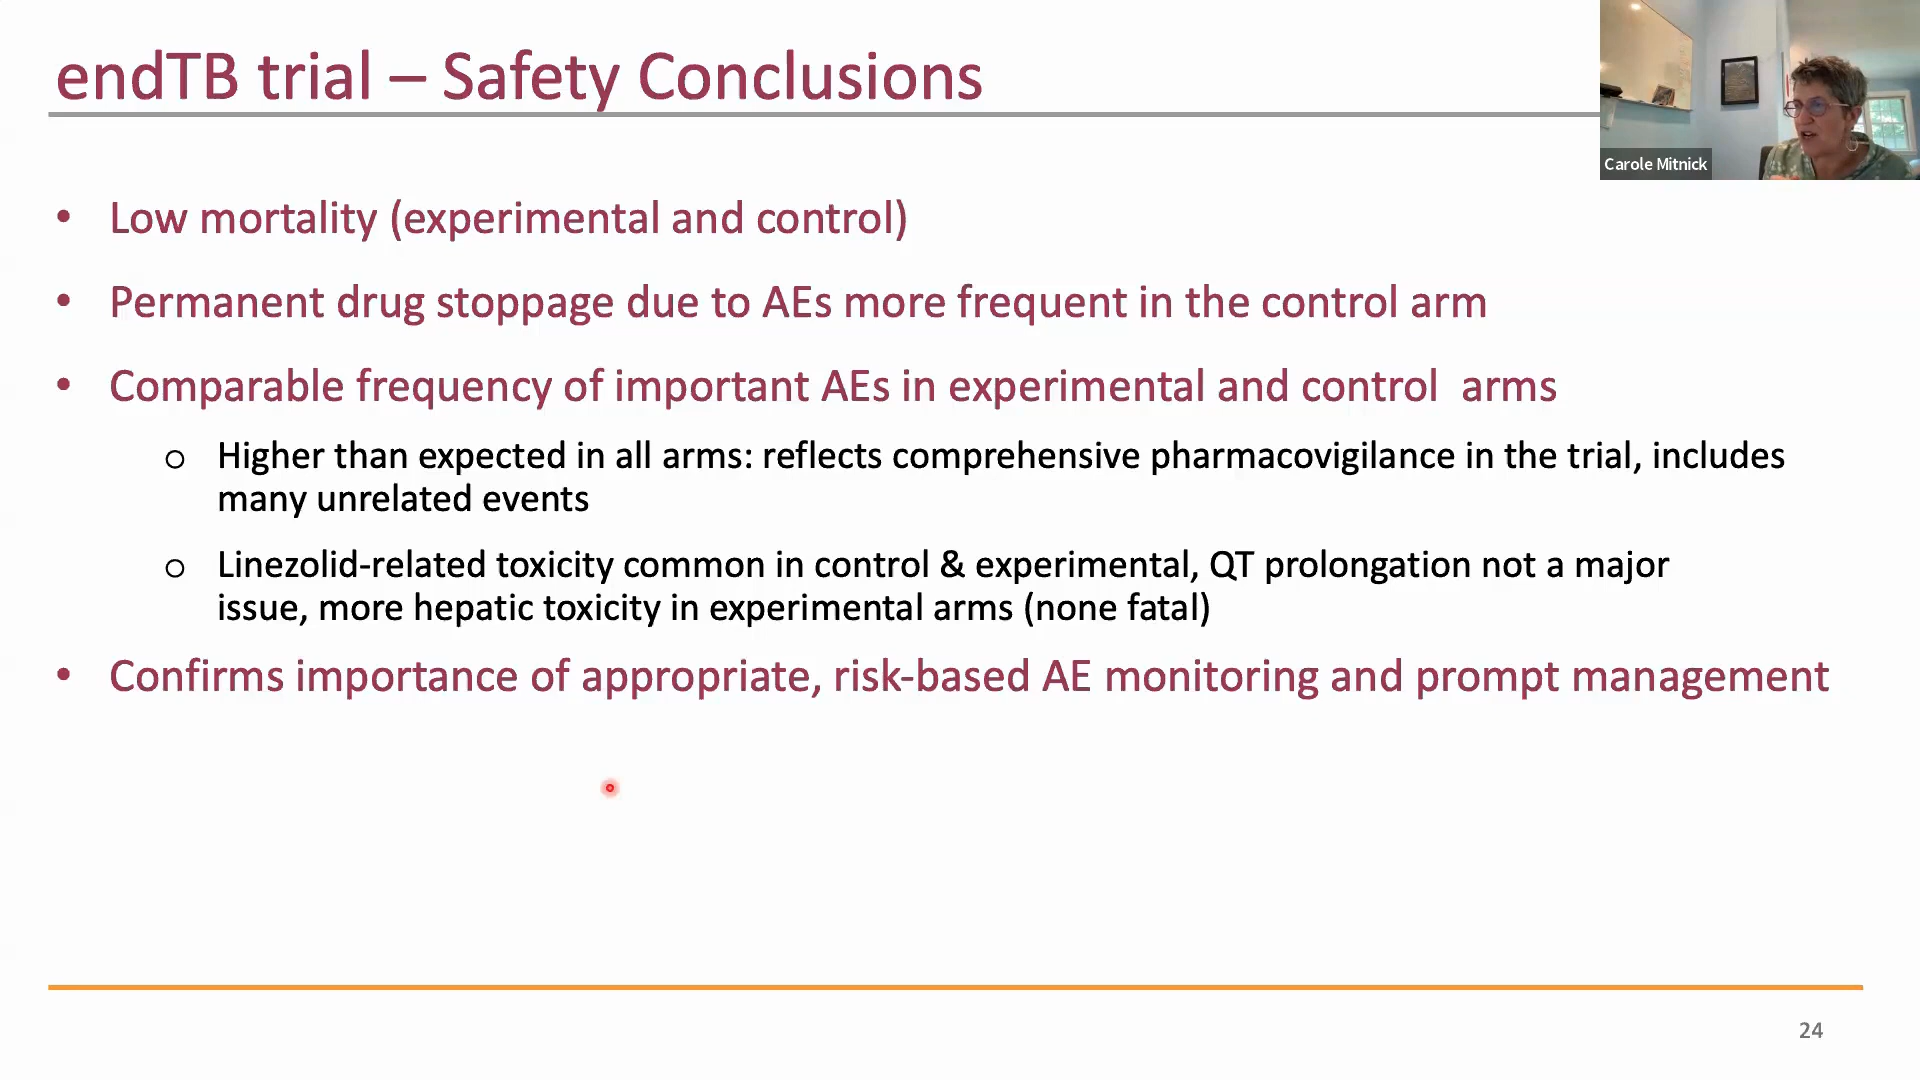 endTB trial – Safety Conclusions
Carole Mitnick
• Low mortality (experimental and control)
• Permanent drug stoppage due to AEs more frequent in the control arm
• Comparable frequency of important AEs in experimental and control  arms
o Higher than expected in all arms: reflects comprehensive pharmacovigilance in the trial, includes
many unrelated events
o Linezolid-related toxicity common in control & experimental, QT prolongation not a major
issue, more hepatic toxicity in experimental arms (none fatal)
• Confirms importance of appropriate, risk-based AE monitoring and prompt management
24